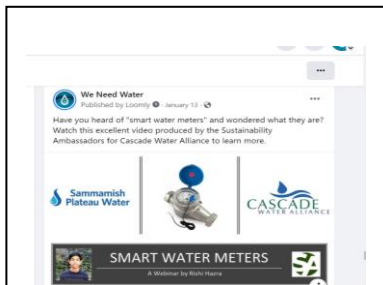 We Need Water
Published by Loomly · January 13 ·
Have you heard of "smart water meters" and wondered what they are?
Watch this excellent video produced by the Sustainability
Ambassadors for Cascade Water Alliance to learn more.
Sammamish
Plateau Water
CASCADE
WATER ALLIANCE
SMART WATER METERS
A Webinar by Rishi Hazra